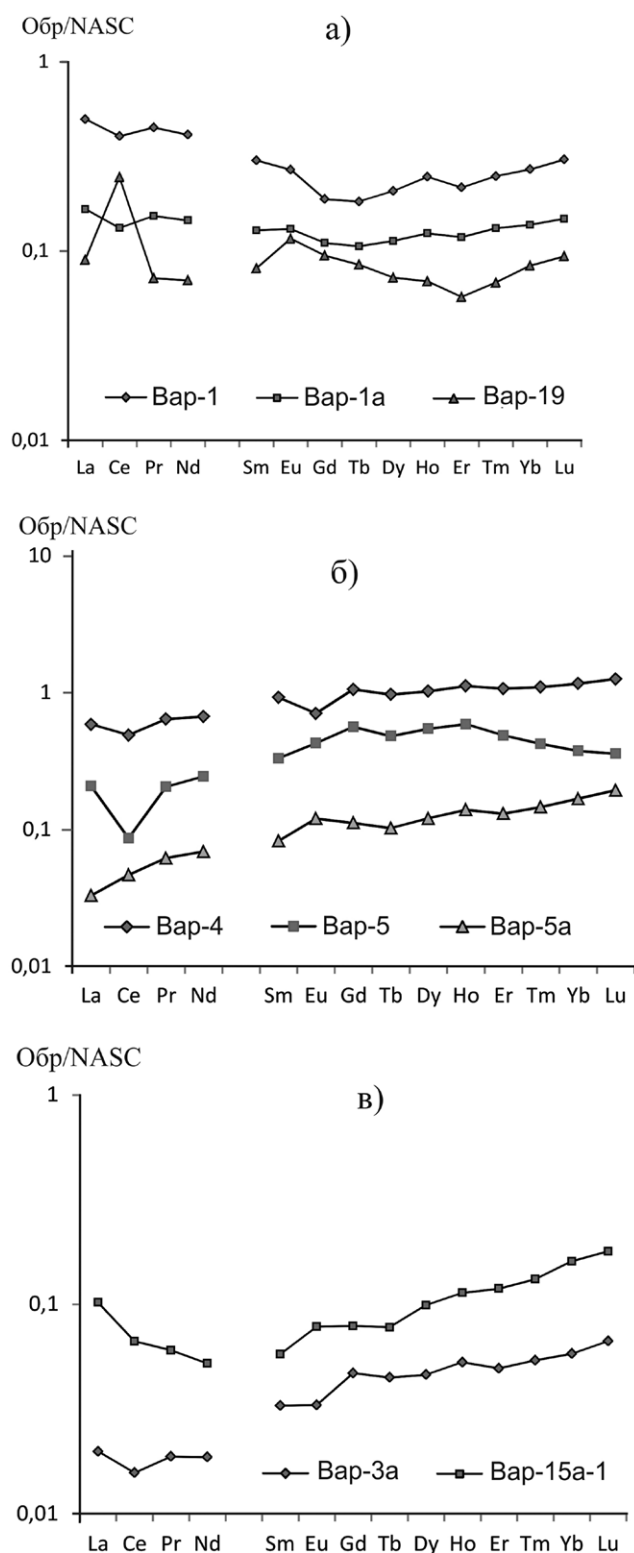 Обр/NASC
а)
1
0,1
0,01
Вар-1 Вар-1а Вар-19
La Ce Pr Nd Sm Eu Gd Tb Dy Ho Er Tm Yb Lu
Обр/NASC
б)
10
1
0,1
0,01
Вар-4 Вар-5 Вар-5а
La Ce Pr Nd Sm Eu Gd Tb Dy Ho Er Tm Yb Lu
Обр/NASC
в)
1
0,1
0,01
Вар-3а Вар-15а-1
La Ce Pr Nd Sm Eu Gd Tb Dy Ho Er Tm Yb Lu